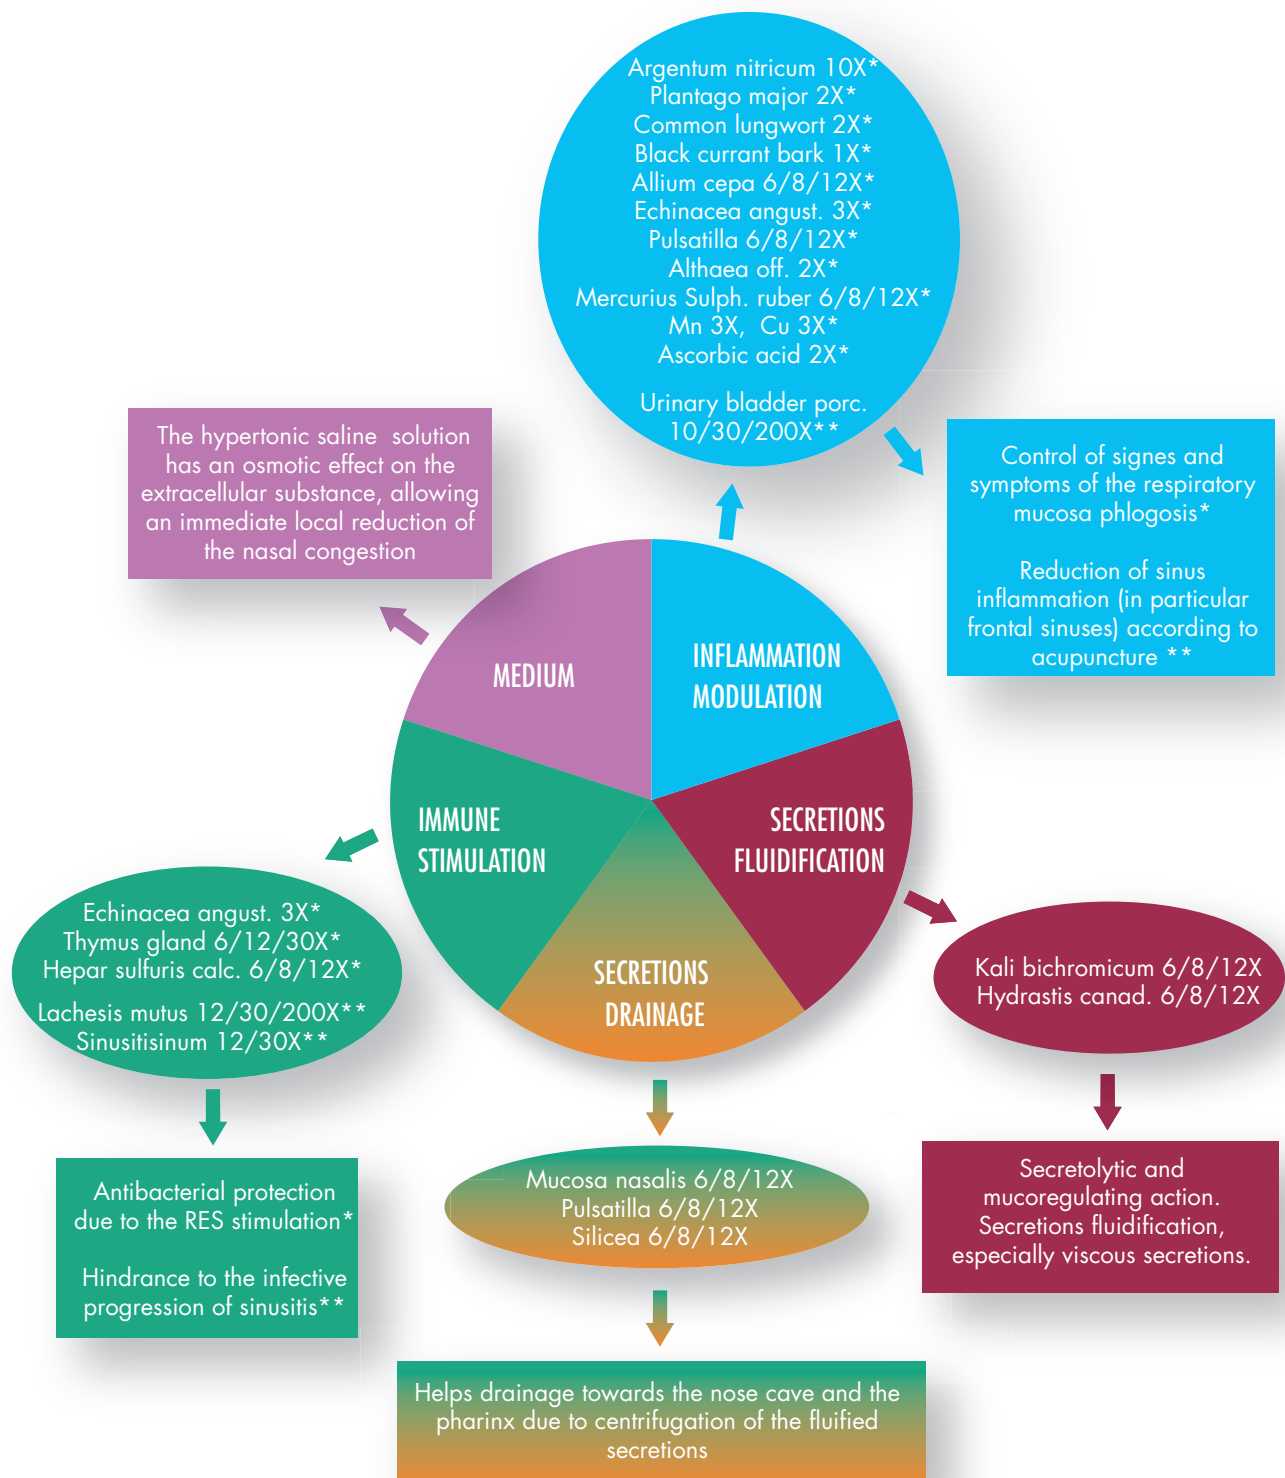 Argentum nitricum 10X*
Plantago major 2X*
Common lungwort 2X*
Black currant bark 1X*
Allium cepa 6/8/12X*
Echinacea angust. 3X*
Pulsatilla 6/8/12X*
Althaea off. 2X*
Mercurius Sulph. ruber 6/8/12X*
Mn 3X, Cu 3X*
Ascorbic acid 2X*
Urinary bladder porc.
10/30/200X**
The hypertonic saline solution
has an osmotic effect on the
extracellular substance, allowing
an immediate local reduction of
the nasal congestion
Control of signes and
symptoms of the respiratory
mucosa phlogosis*
Reduction of sinus
inflammation (in particular
frontal sinuses) according to
acupuncture **
MEDIUM
INFLAMMATION
MODULATION
IMMUNE
STIMULATION
SECRETIONS
FLUIDIFICATION
SECRETIONS
DRAINAGE
Echinacea angust. 3X*
Thymus gland 6/12/30X*
Hepar sulfuris calc. 6/8/12X*
Lachesis mutus 12/30/200X**
Sinusitisinum 12/30X**
Kali bichromicum 6/8/12X
Hydrastis canad. 6/8/12X
Mucosa nasalis 6/8/12X
Pulsatilla 6/8/12X
Silicea 6/8/12X
Antibacterial protection
due to the RES stimulation*
Hindrance to the infective
progression of sinusitis**
Secretolytic and
mucoregulating action.
Secretions fluidification,
especially viscous secretions.
Helps drainage towards the nose cave and the
pharinx due to centrifugation of the fluified
secretions